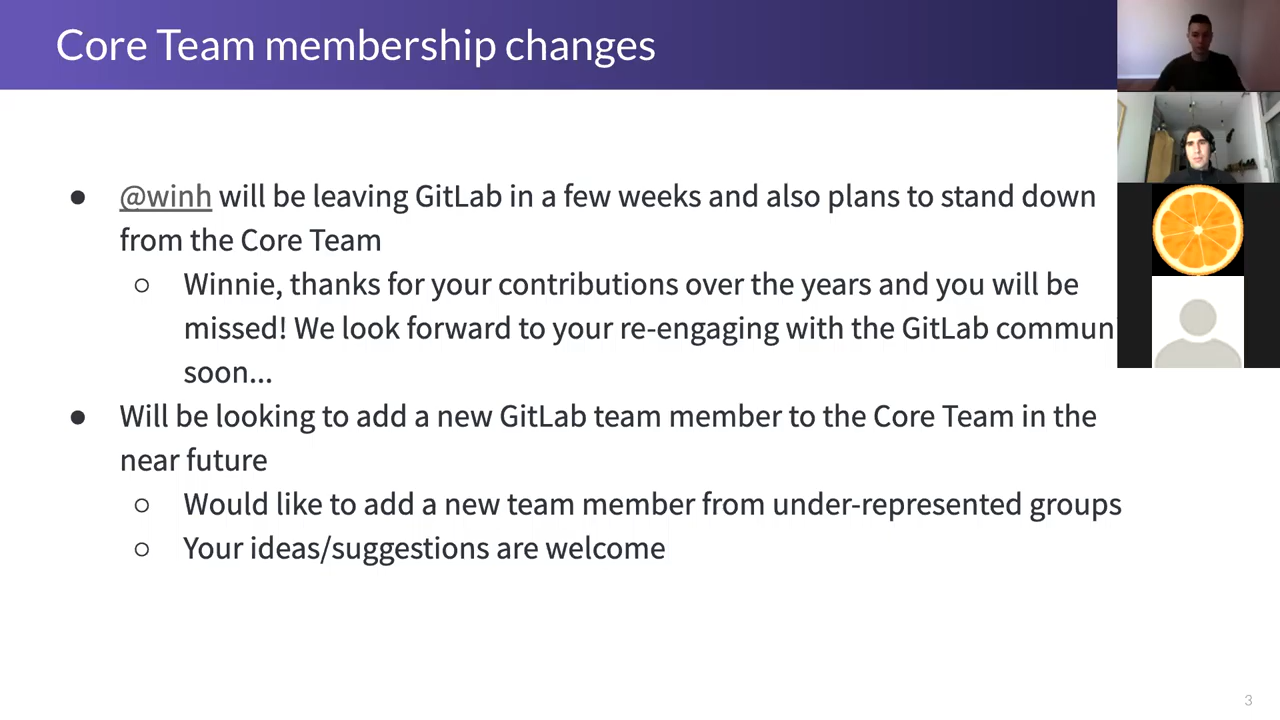 Core Team membership changes
● @winh will be leaving GitLab in a few weeks and also plans to stand down
from the Core Team
○ Winnie, thanks for your contributions over the years and you will be
missed! We look forward to your re-engaging with the GitLab commun
soon...
● Will be looking to add a new GitLab team member to the Core Team in the
near future
○ Would like to add a new team member from under-represented groups
○ Your ideas/suggestions are welcome
3